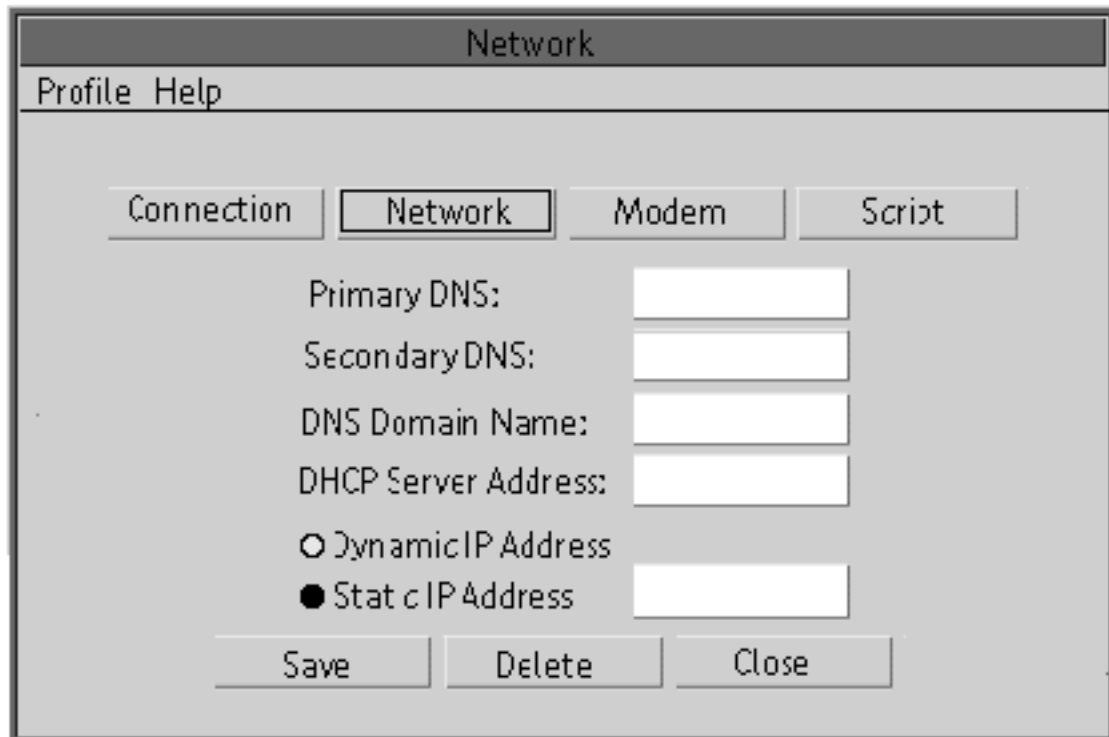 Network
Profile Help
Connection Network Modem Script
Primary DNS:
Secondary DNS:
DNS Domain Name:
DHCP Server Address:
Dynamic IP Address
Static IP Address
Save Delete Close